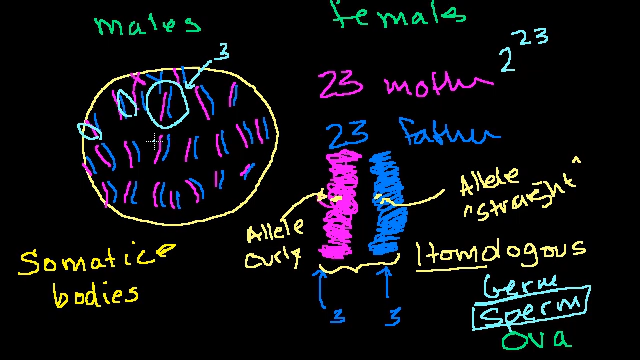 males
females
3
2^23
23 mother
23 father
Allele
"straight"
Allele
curly
Homologous
3 3
Somatic
bodies
Germ
Sperm
Ova